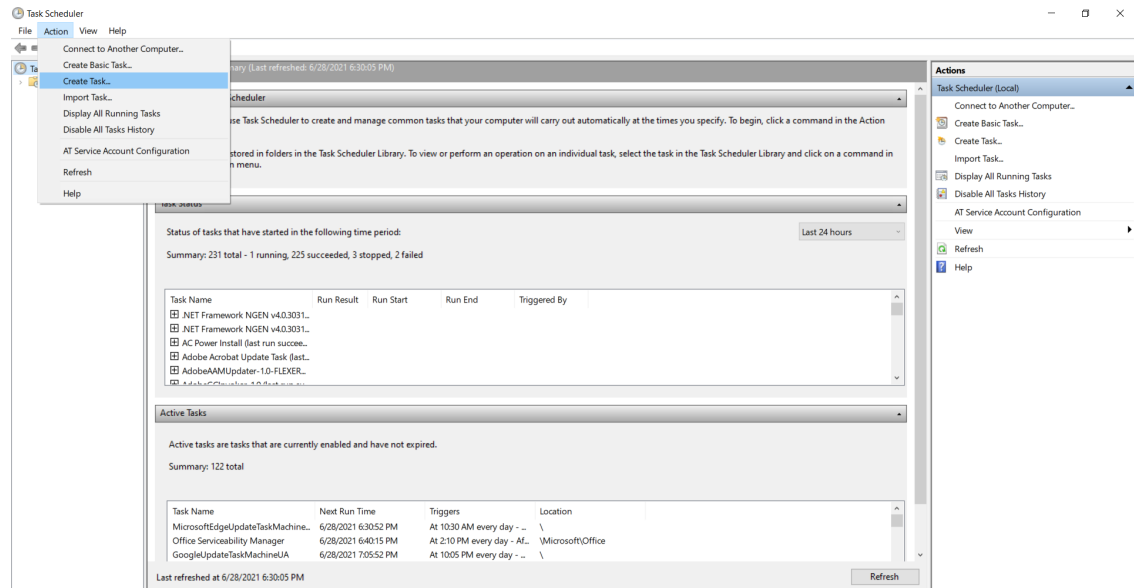 Task Scheduler
File Action View Help
Connect to Another Computer...
Create Basic Task...
Create Task...
Import Task...
Display All Running Tasks
Disable All Tasks History
AT Service Account Configuration
Refresh
Help
(Last refreshed: 6/28/2021 6:30:05 PM)
Scheduler
use Task Scheduler to create and manage common tasks that your computer will carry out automatically at the times you specify. To begin, click a command in the Action
stored in folders in the Task Scheduler Library. To view or perform an operation on an individual task, select the task in the Task Scheduler Library and click on a command in
menu.
Task Status
Status of tasks that have started in the following time period:
Last 24 hours
Summary: 231 total - 1 running, 225 succeeded, 3 stopped, 2 failed
Task Name Run Result Run Start Run End Triggered By
.NET Framework NGEN v4.0.3031...
.NET Framework NGEN v4.0.3031...
AC Power Install (last run succee...
Adobe Acrobat Update Task (last...
AdobeAAMUpdater-1.0-FLEXER...
Active Tasks
Active tasks are tasks that are currently enabled and have not expired.
Summary: 122 total
Task Name Next Run Time Triggers Location
MicrosoftEdgeUpdateTaskMachine... 6/28/2021 6:30:52 PM At 10:30 AM every day - ... \
Office Serviceability Manager 6/28/2021 6:40:15 PM At 2:10 PM every day - Af... \Microsoft\Office
GoogleUpdateTaskMachineUA 6/28/2021 7:05:52 PM At 10:05 PM every day - ... \
Last refreshed at 6/28/2021 6:30:05 PM
Refresh
Actions
Task Scheduler (Local)
Connect to Another Computer...
Create Basic Task...
Create Task...
Import Task...
Display All Running Tasks
Disable All Tasks History
AT Service Account Configuration
View
Refresh
Help